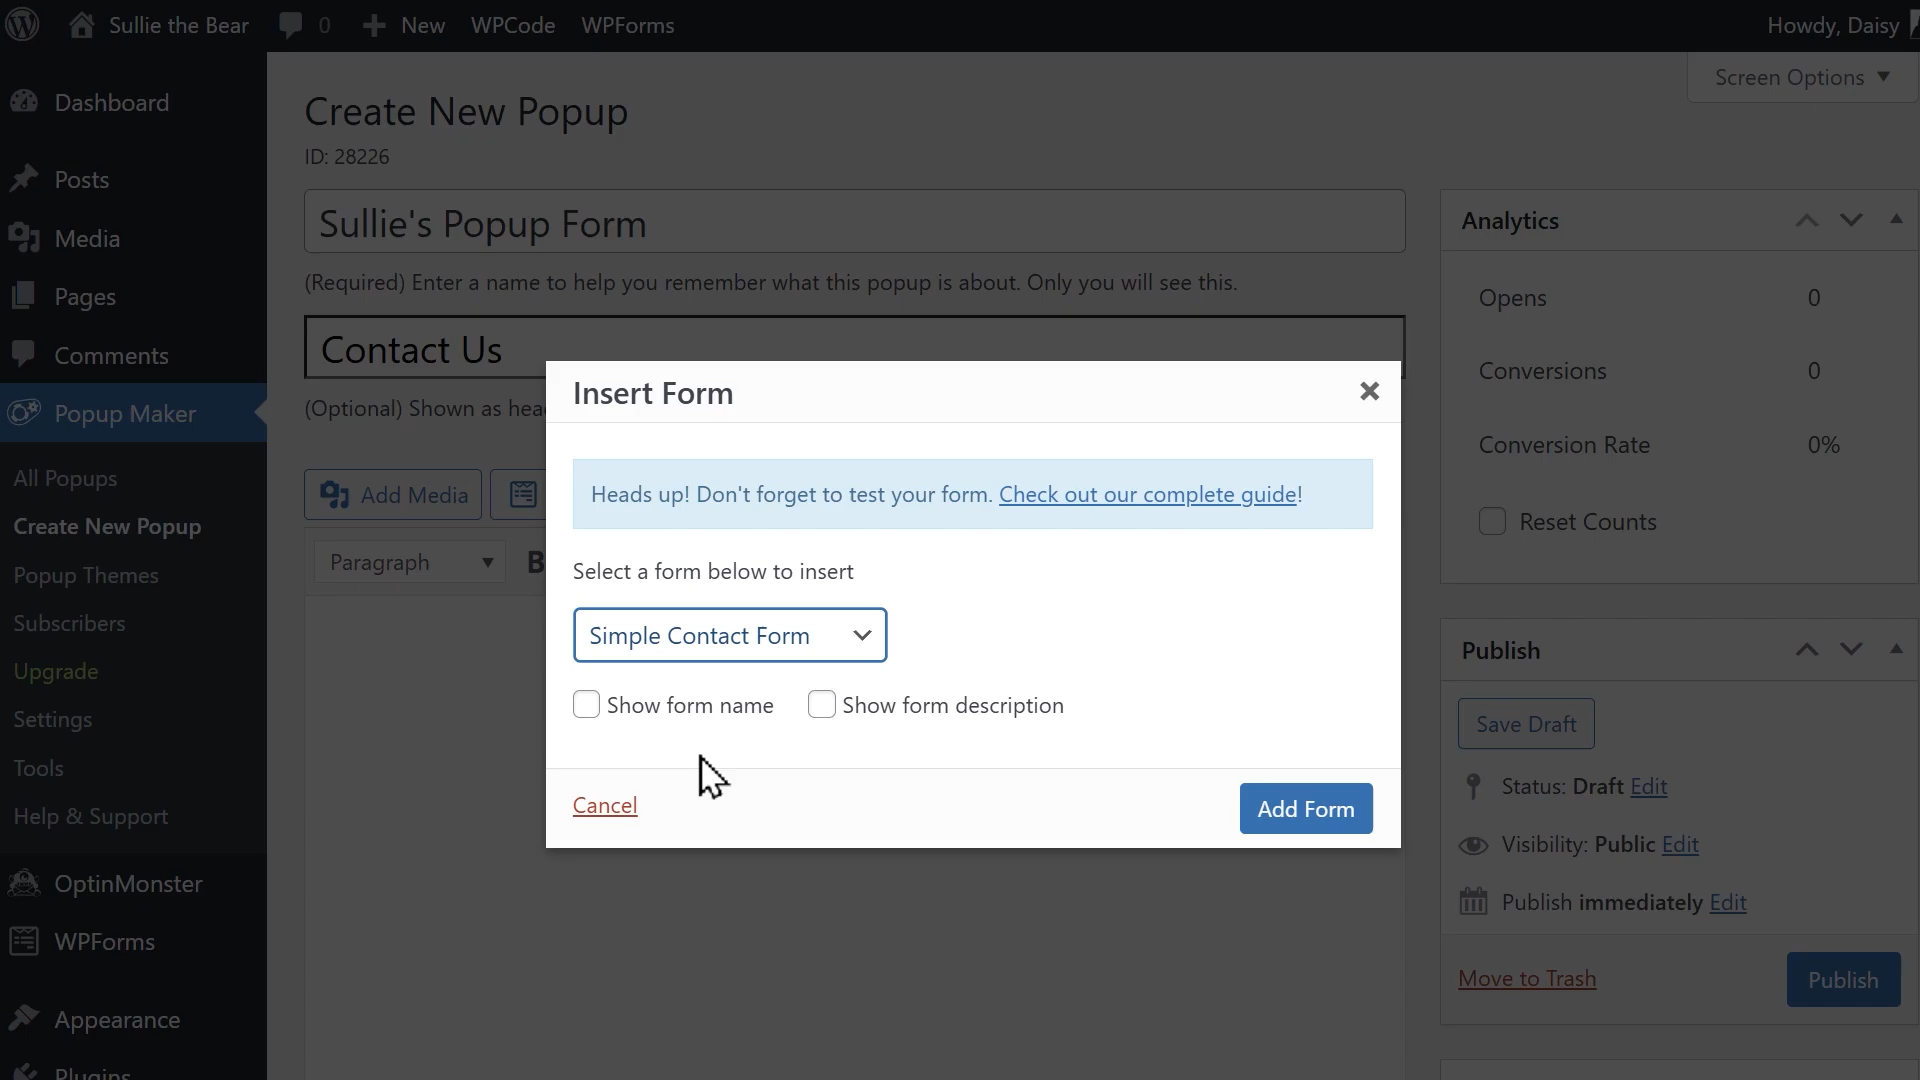 Sullie the Bear 0 New WPCode WPForms Howdy, Daisy
Screen Options
Dashboard
Posts
Media
Pages
Comments
Popup Maker
All Popups
Create New Popup
Popup Themes
Subscribers
Upgrade
Settings
Tools
Help & Support
OptinMonster
WPForms
Appearance
Plugins
Create New Popup
ID: 28226
Sullie's Popup Form
(Required) Enter a name to help you remember what this popup is about. Only you will see this.
Contact Us
(Optional) Shown as hea
Add Media
Paragraph B
Insert Form
Heads up! Don't forget to test your form. Check out our complete guide!
Select a form below to insert
Simple Contact Form
Show form name Show form description
Cancel Add Form
Analytics
Opens 0
Conversions 0
Conversion Rate 0%
Reset Counts
Publish
Save Draft
Status: Draft Edit
Visibility: Public Edit
Publish immediately Edit
Move to Trash Publish